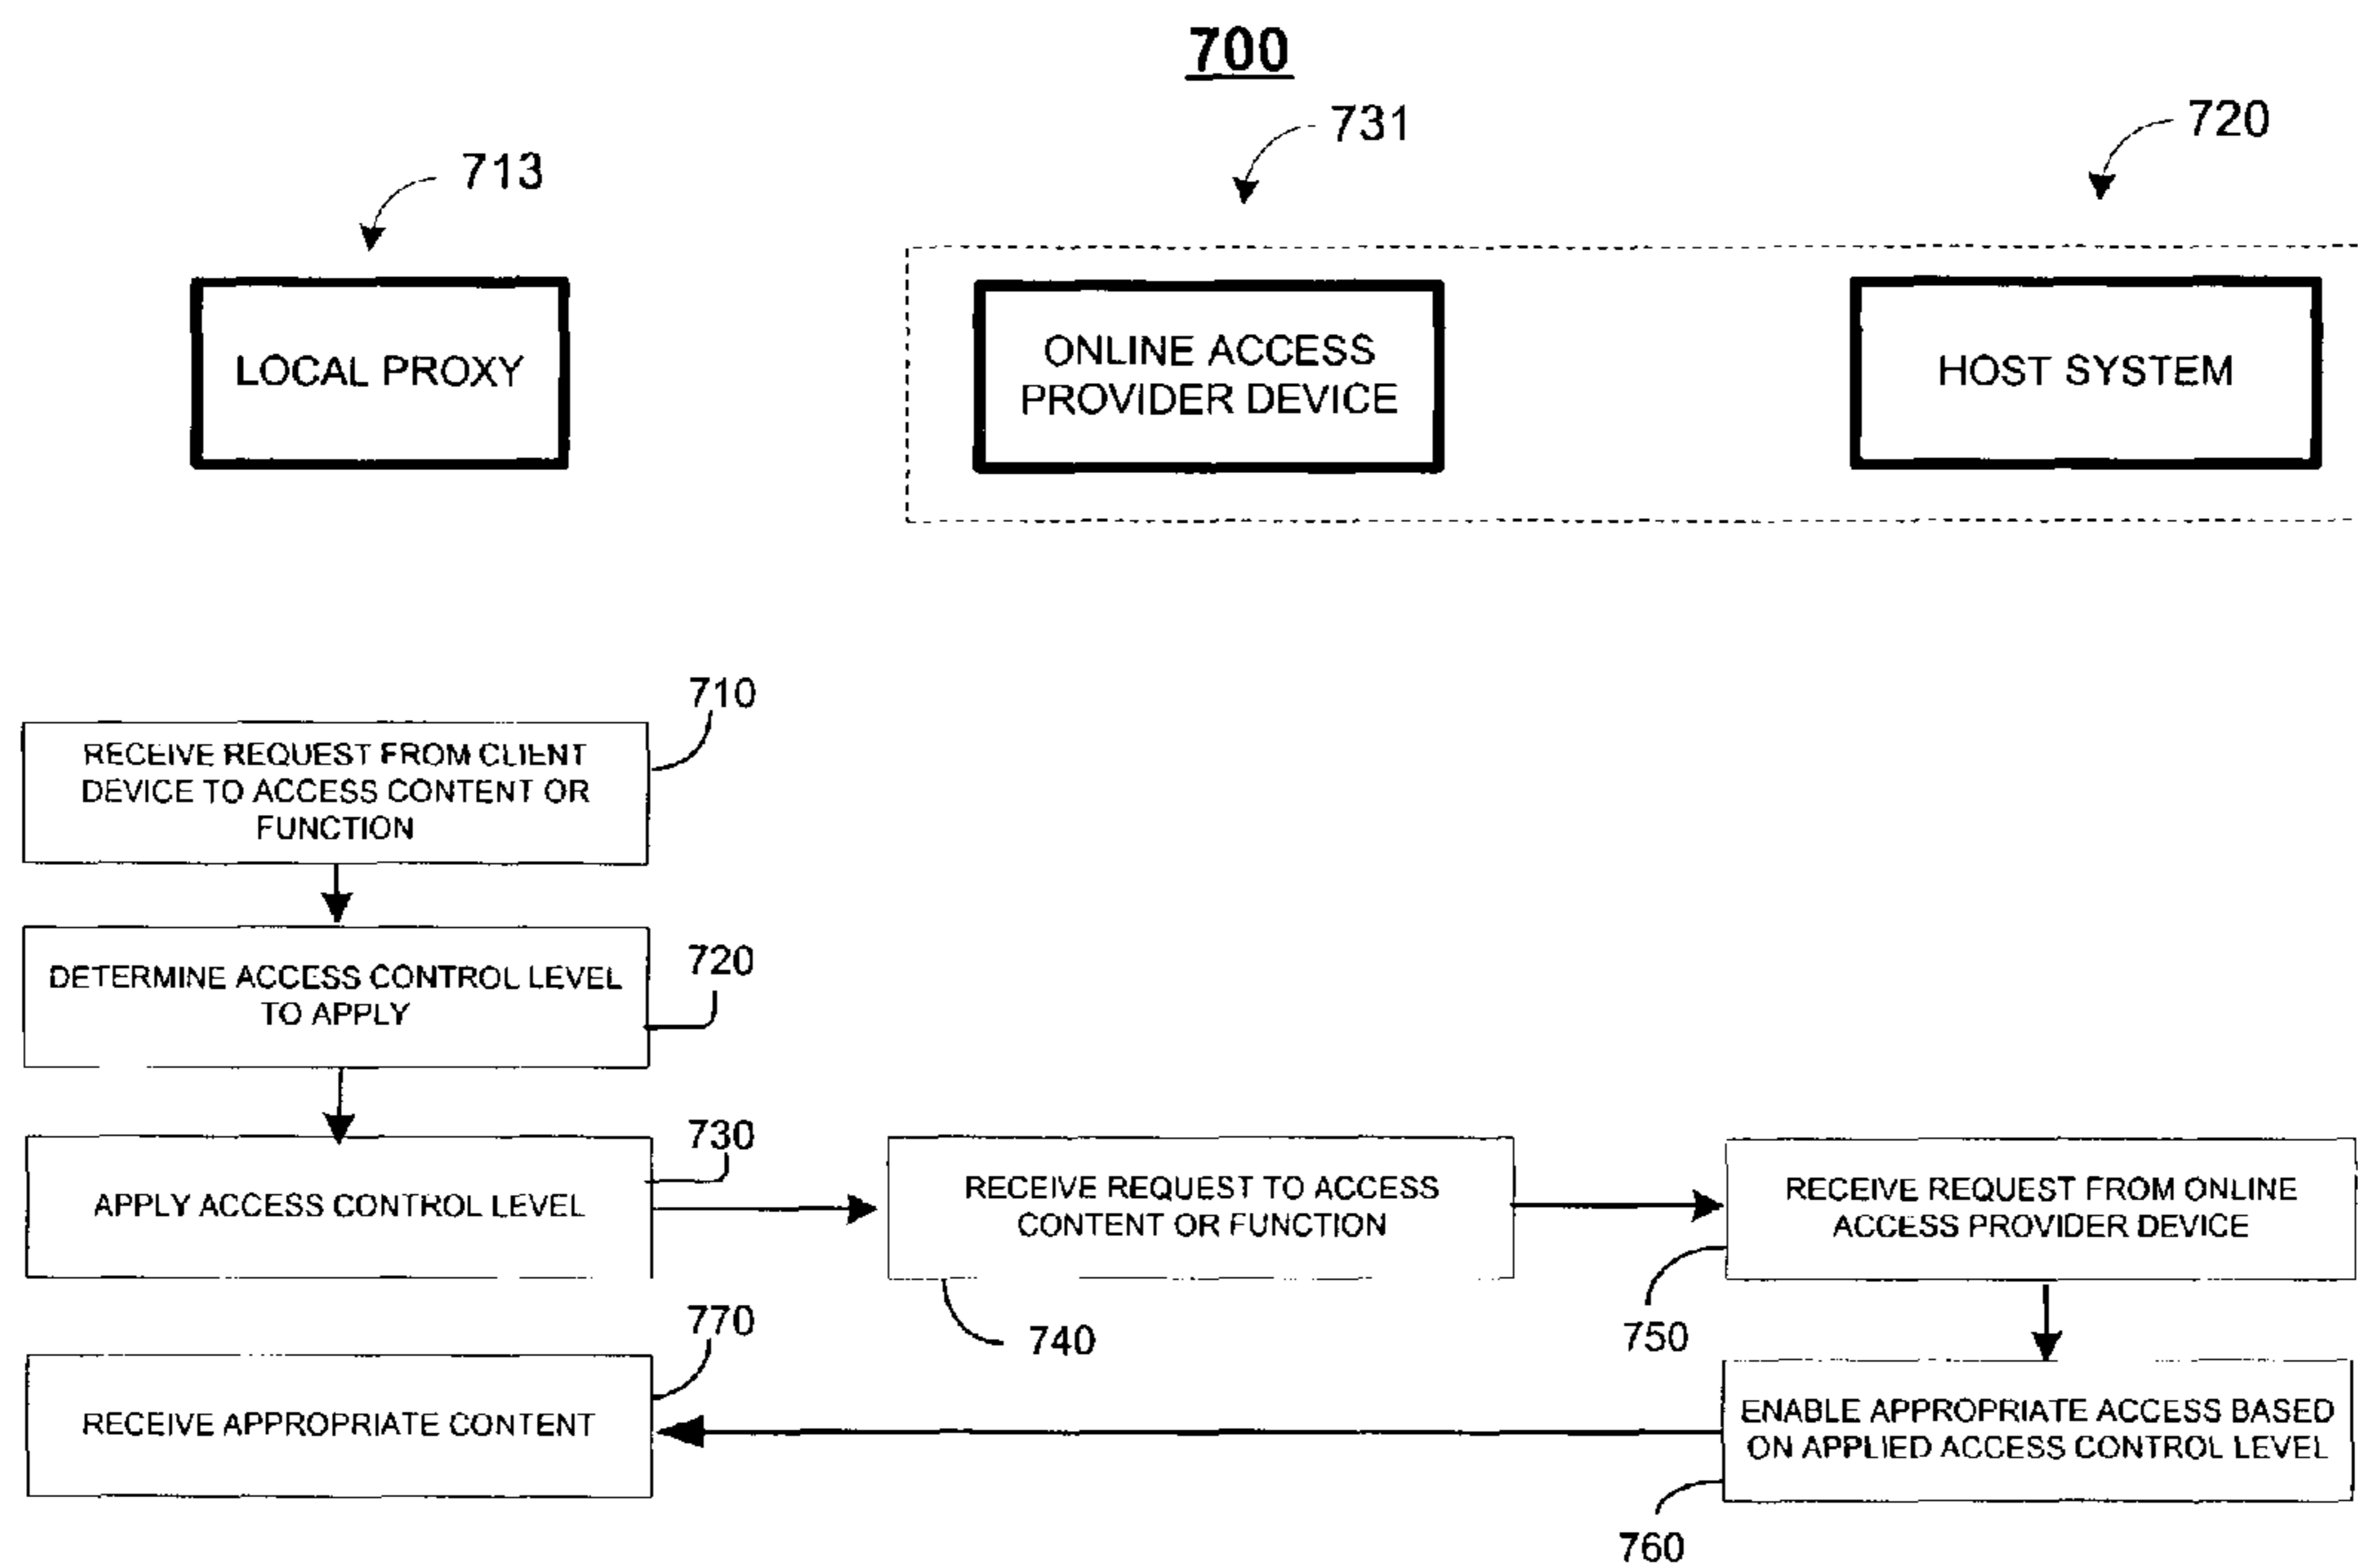 700
713
731
720
LOCAL PROXY
ONLINE ACCESS
PROVIDER DEVICE
HOST SYSTEM
710
RECEIVE REQUEST FROM CLIENT
DEVICE TO ACCESS CONTENT OR
FUNCTION
720
DETERMINE ACCESS CONTROL LEVEL
TO APPLY
730
APPLY ACCESS CONTROL LEVEL
RECEIVE REQUEST TO ACCESS
CONTENT OR FUNCTION
740
RECEIVE REQUEST FROM ONLINE
ACCESS PROVIDER DEVICE
750
770
RECEIVE APPROPRIATE CONTENT
ENABLE APPROPRIATE ACCESS BASED
ON APPLIED ACCESS CONTROL LEVEL
760